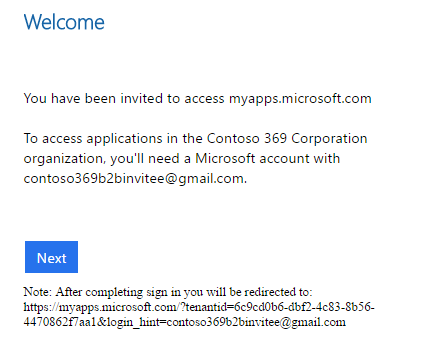 Welcome
You have been invited to access myapps.microsoft.com
To access applications in the Contoso 369 Corporation
organization, you'll need a Microsoft account with
contoso369b2binvitee@gmail.com.
Next
Note: After completing sign in you will be redirected to:
https://myapps.microsoft.com/?tenantid=6c9cd0b6-dbf2-4c83-8b56-
4470862f7aa1&login_hint=contoso369b2binvitee@gmail.com